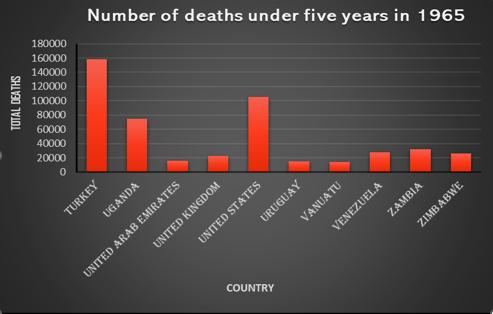 Number of deaths under five years in 1965
TOTAL DEATHS
180000
160000
140000
120000
100000
80000
60000
40000
20000
0
TURKEY
UGANDA
UNITED ARAB EMIRATES
UNITED KINGDOM
UNITED STATES
URUGUAY
VANUATU
VENEZUELA
ZAMBIA
ZIMBABWE
COUNTRY